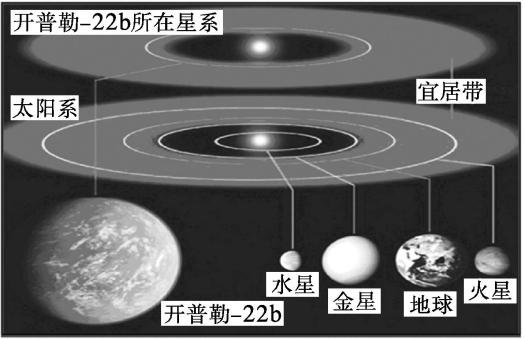 开普勒-22b所在星系
宜居带
太阳系
开普勒-22b
水星
金星
地球
火星